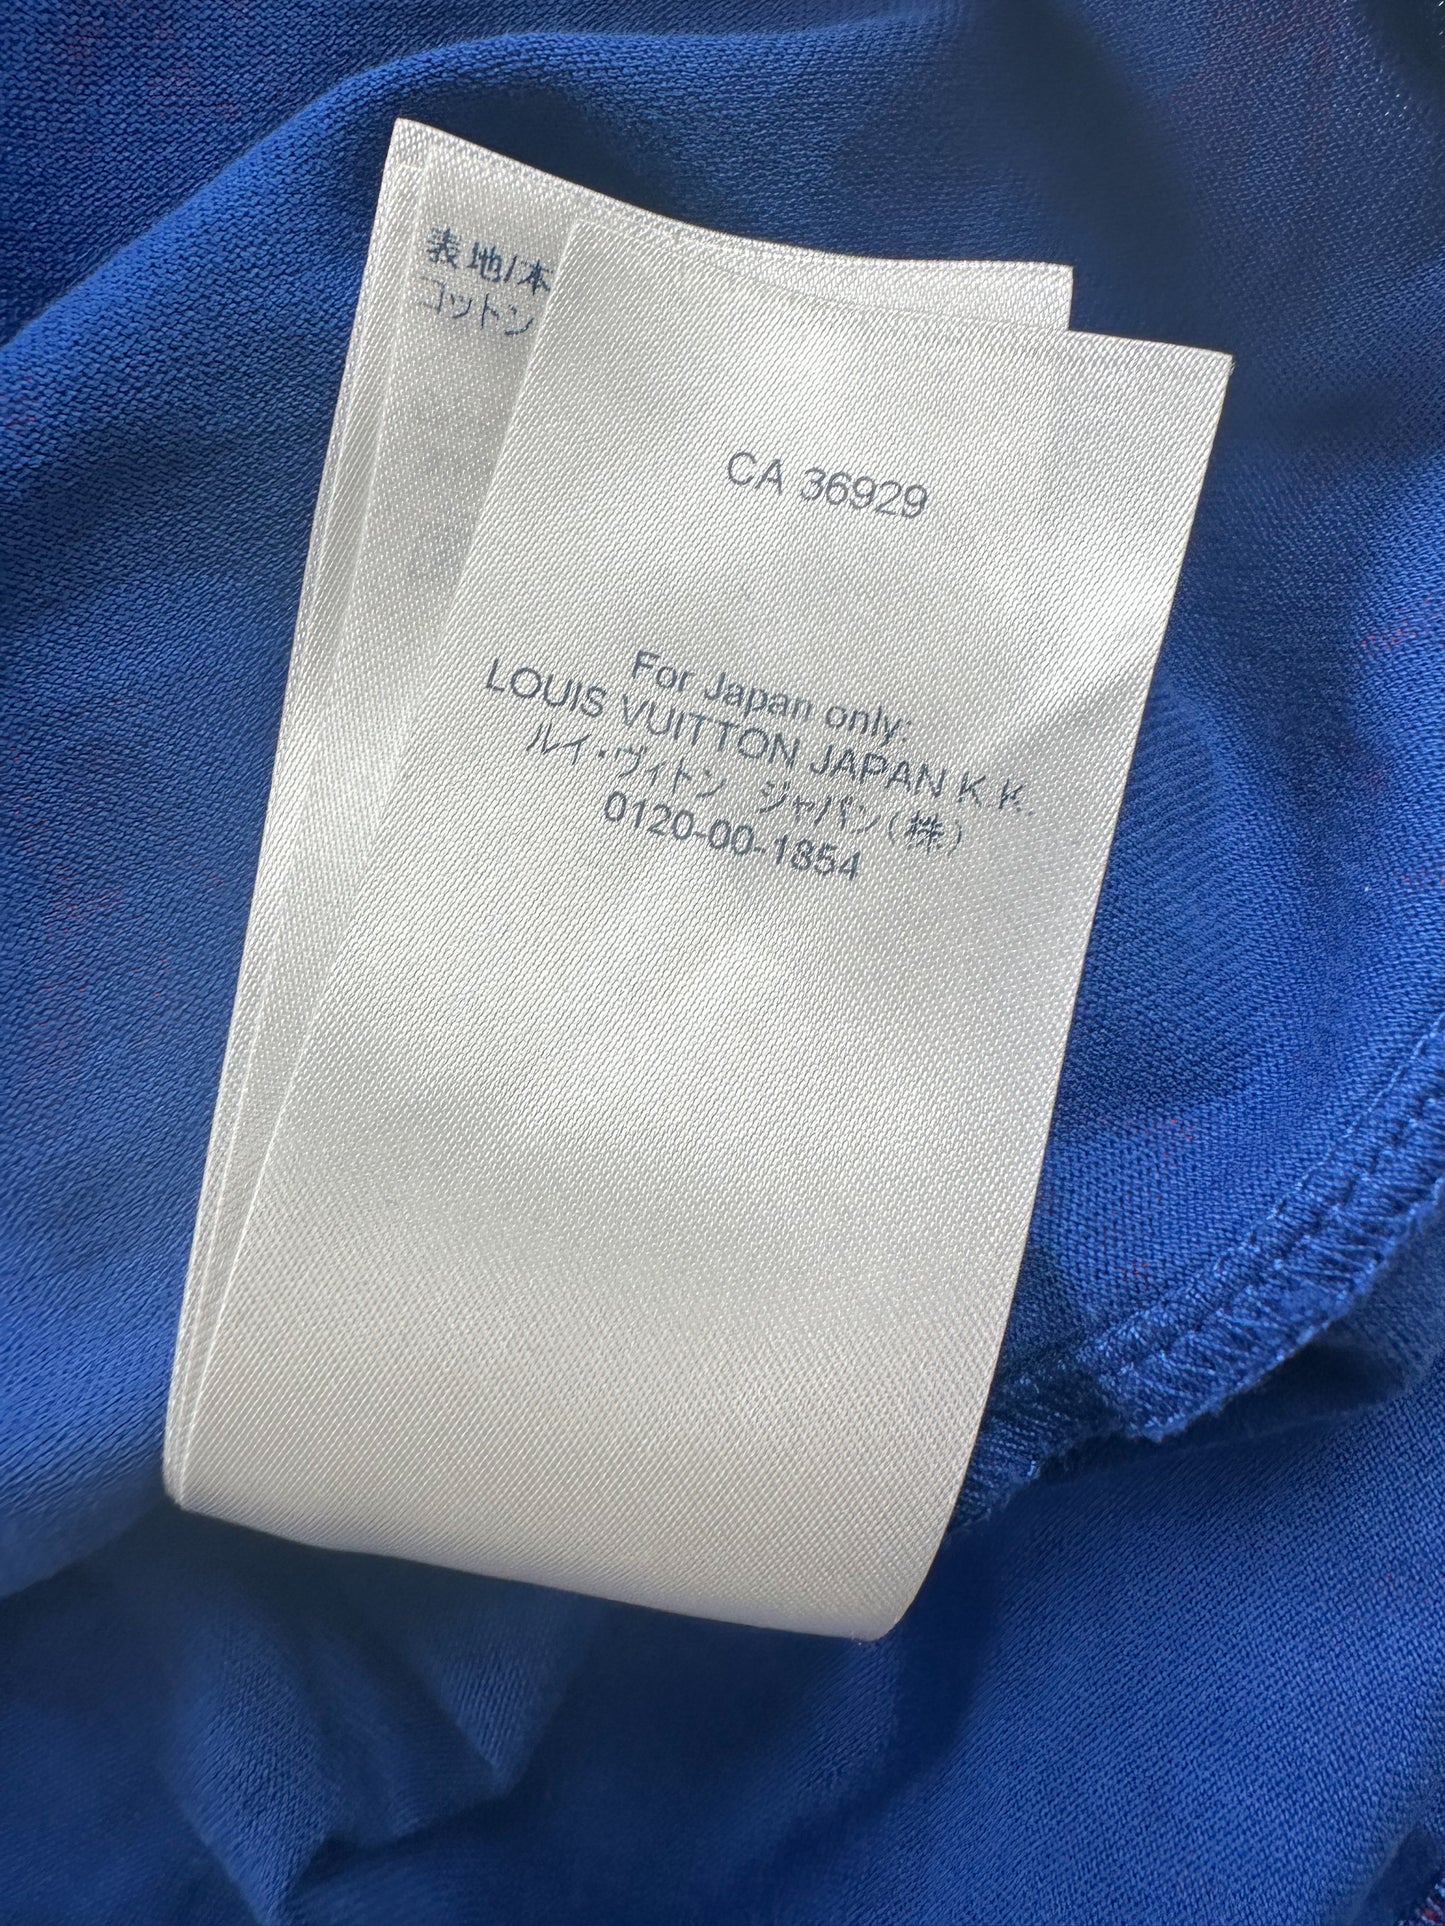 表地/本
コットン
CA 36929
For Japan only:
LOUIS VUITTON JAPAN K.K.
ルイ・ヴィトン ジャパン(株)
0120-00-1854